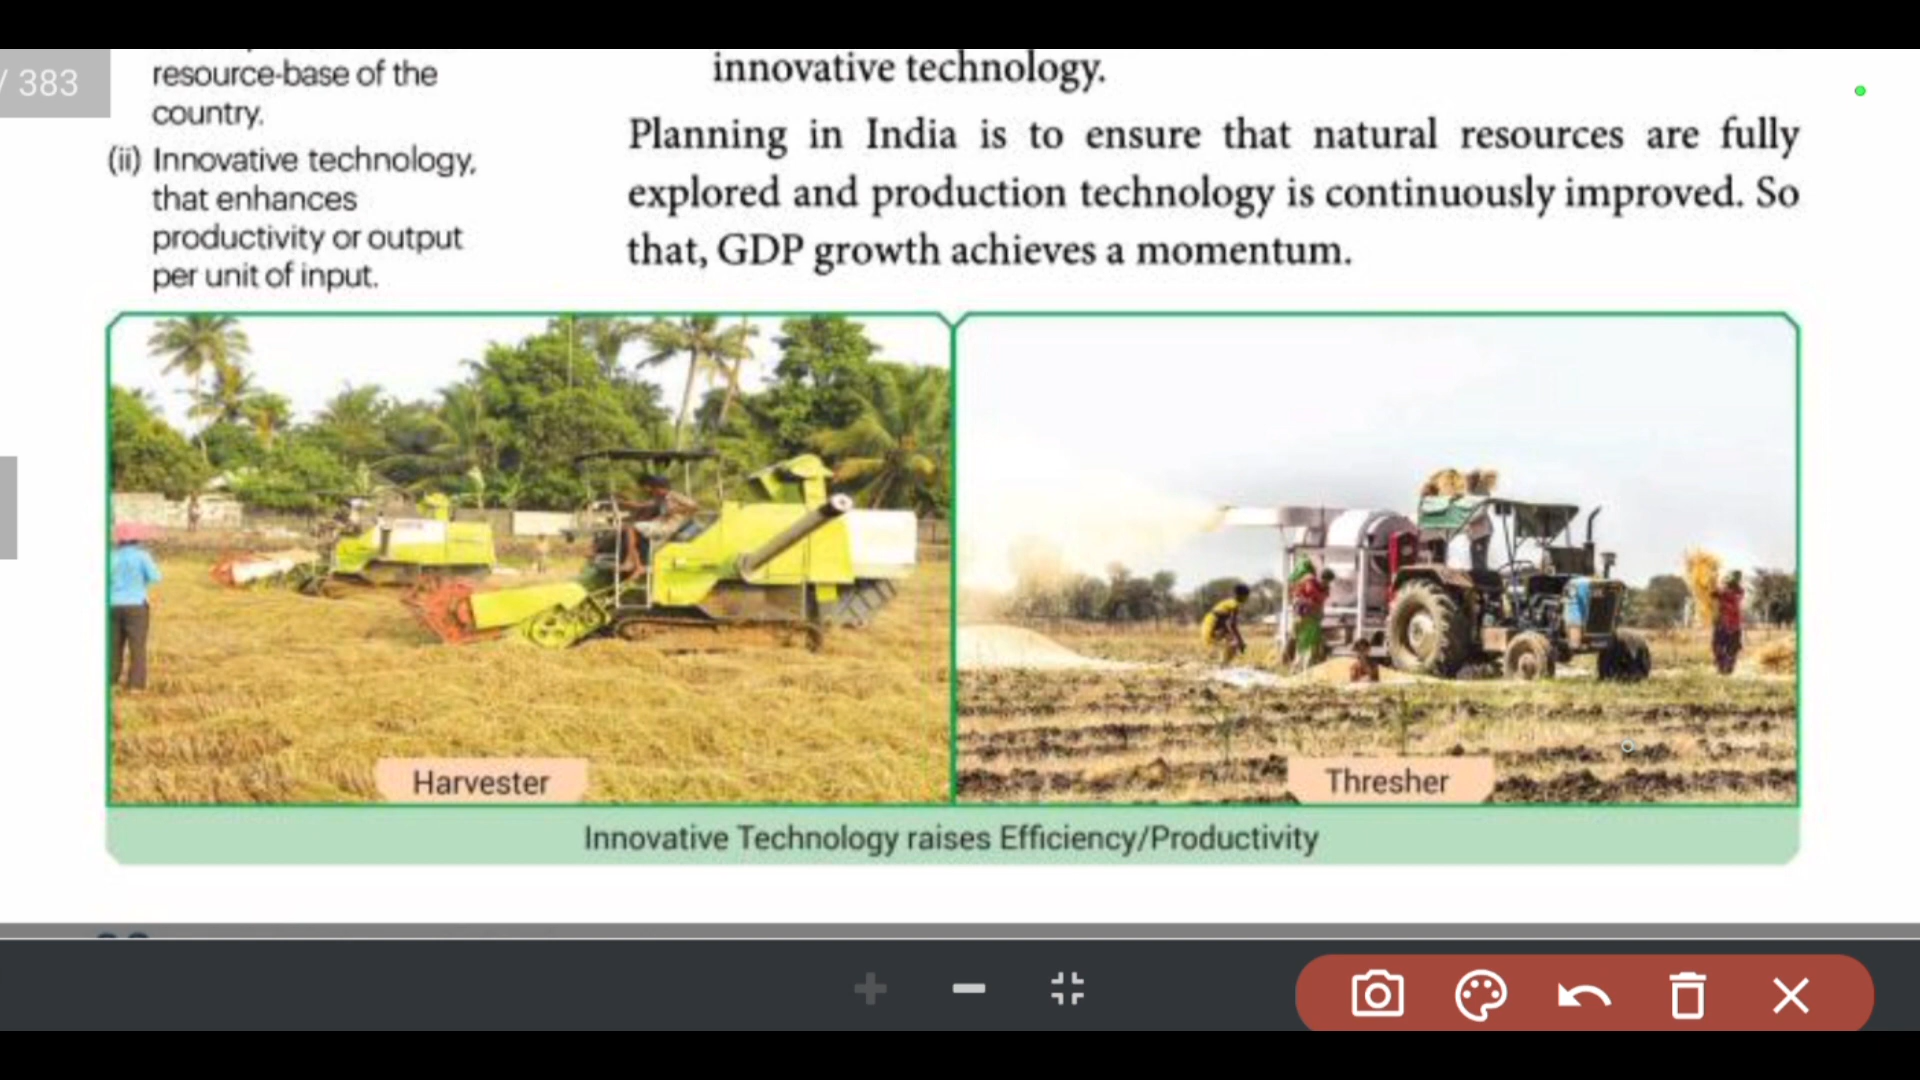 / 383
resource-base of the
country.
(ii) Innovative technology,
that enhances
productivity or output
per unit of input.
innovative technology.
Planning in India is to ensure that natural resources are fully
explored and production technology is continuously improved. So
that, GDP growth achieves a momentum.
Harvester
Thresher
Innovative Technology raises Efficiency/Productivity